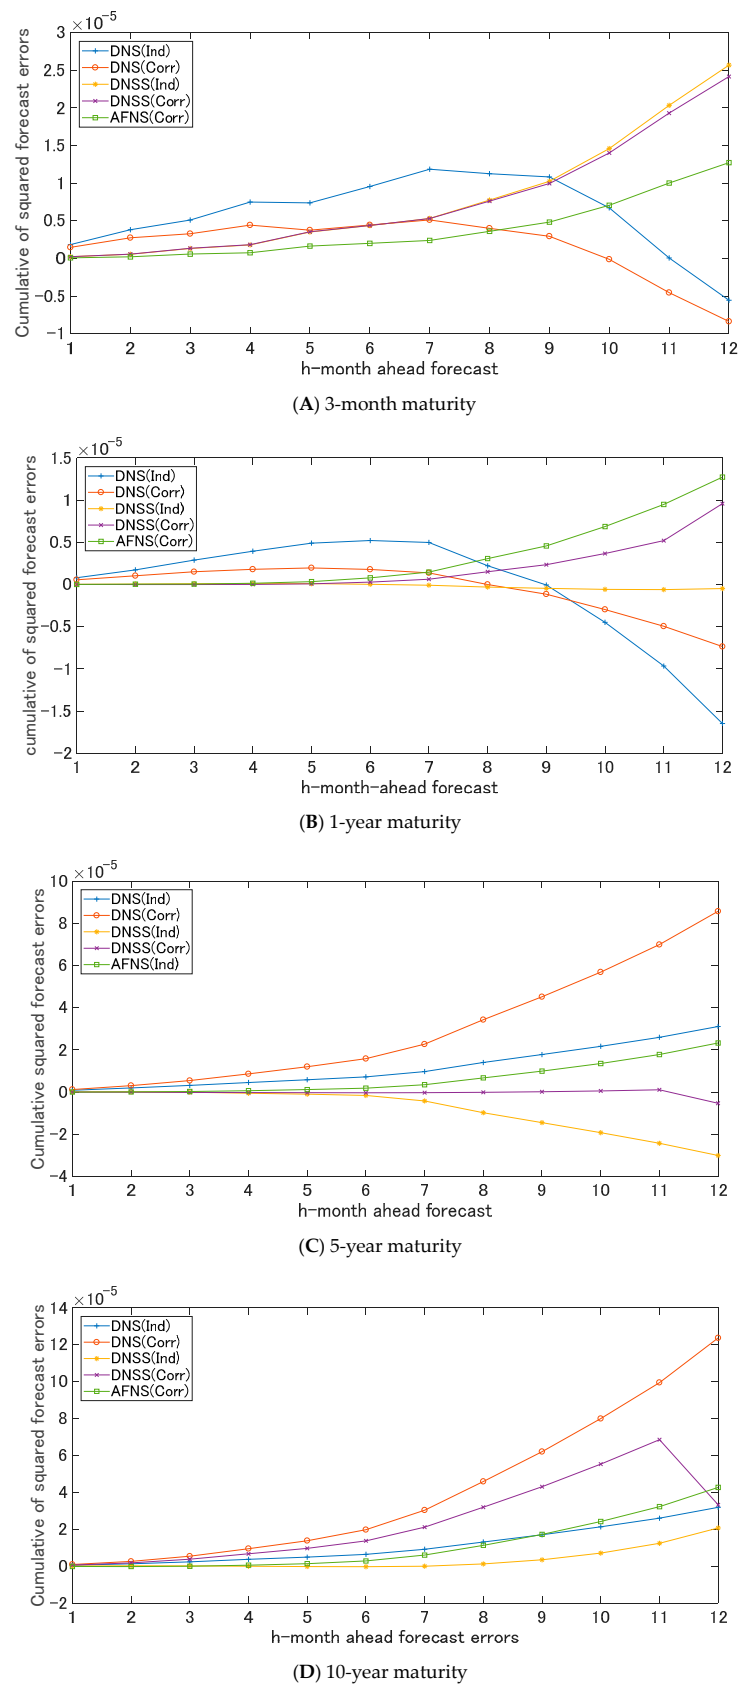 ×10⁻⁵
3
2.5
2
1.5
1
0.5
0
−0.5
−1
Cumulative of squared forecast errors
DNS(Ind)
DNS(Corr)
DNSS(Ind)
DNSS(Corr)
AFNS(Corr)
1 2 3 4 5 6 7 8 9 10 11 12
h-month ahead forecast
(A) 3-month maturity
×10⁻⁵
1.5
1
0.5
0
−0.5
−1
−1.5
−2
cumulative of squared forecast errors
DNS(Ind)
DNS(Corr)
DNSS(Ind)
DNSS(Corr)
AFNS(Corr)
1 2 3 4 5 6 7 8 9 10 11 12
h-month-ahead forecast
(B) 1-year maturity
×10⁻⁵
10
8
6
4
2
0
−2
−4
Cumulative squared forecast errors
DNS(Ind)
DNS(Corr)
DNSS(Ind)
DNSS(Corr)
AFNS(Ind)
1 2 3 4 5 6 7 8 9 10 11 12
h-month ahead forecast
(C) 5-year maturity
×10⁻⁵
14
12
10
8
6
4
2
0
−2
Cumulative of squared forecast errors
DNS(Ind)
DNS(Corr)
DNSS(Ind)
DNSS(Corr)
AFNS(Corr)
1 2 3 4 5 6 7 8 9 10 11 12
h-month ahead forecast errors
(D) 10-year maturity